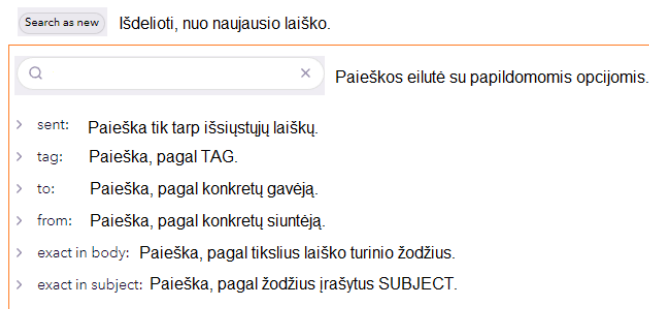 Search as new Išdelioti, nuo naujausio laiško.
Paieškos eilutė su papildomomis opcijomis.
sent: Paieška tik tarp išsiųstųjų laiškų.
tag: Paieška, pagal TAG.
to: Paieška, pagal konkretų gavėją.
from: Paieška, pagal konkretų siuntėją.
exact in body: Paieška, pagal tikslius laiško turinio žodžius.
exact in subject: Paieška, pagal žodžius įrašytus SUBJECT.